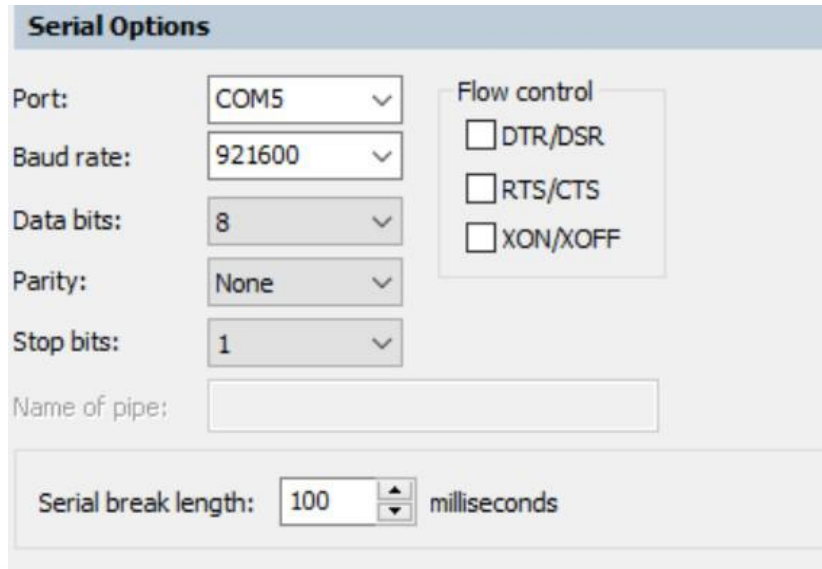 Serial Options
Port: COM5
Baud rate: 921600
Data bits: 8
Parity: None
Stop bits: 1
Name of pipe:
Flow control
DTR/DSR
RTS/CTS
XON/XOFF
Serial break length: 100 milliseconds